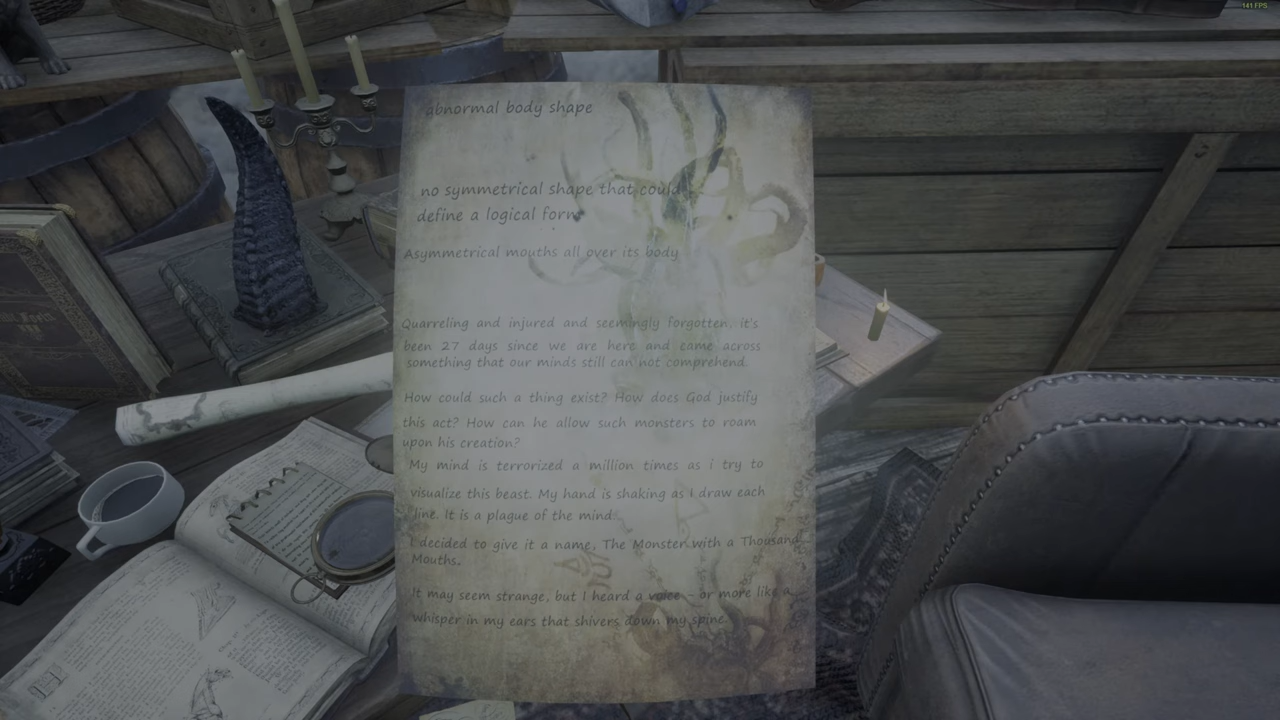 141 FPS
abnormal body shape
no symmetrical shape that could
define a logical form
Asymmetrical mouths all over its body
Quarreling and injured and seemingly forgotten, it's
been 27 days since we are here and came across
something that our minds still can not comprehend.
How could such a thing exist? How does God justify
this act? How can he allow such monsters to roam
upon his creation?
My mind is terrorized a million times as i try to
visualize this beast. My hand is shaking as I draw each
line. It is a plague of the mind.
I decided to give it a name, The Monster with a Thousand
Mouths.
It may seem strange, but I heard a voice - or more like a
whisper in my ears that shivers down my spine.